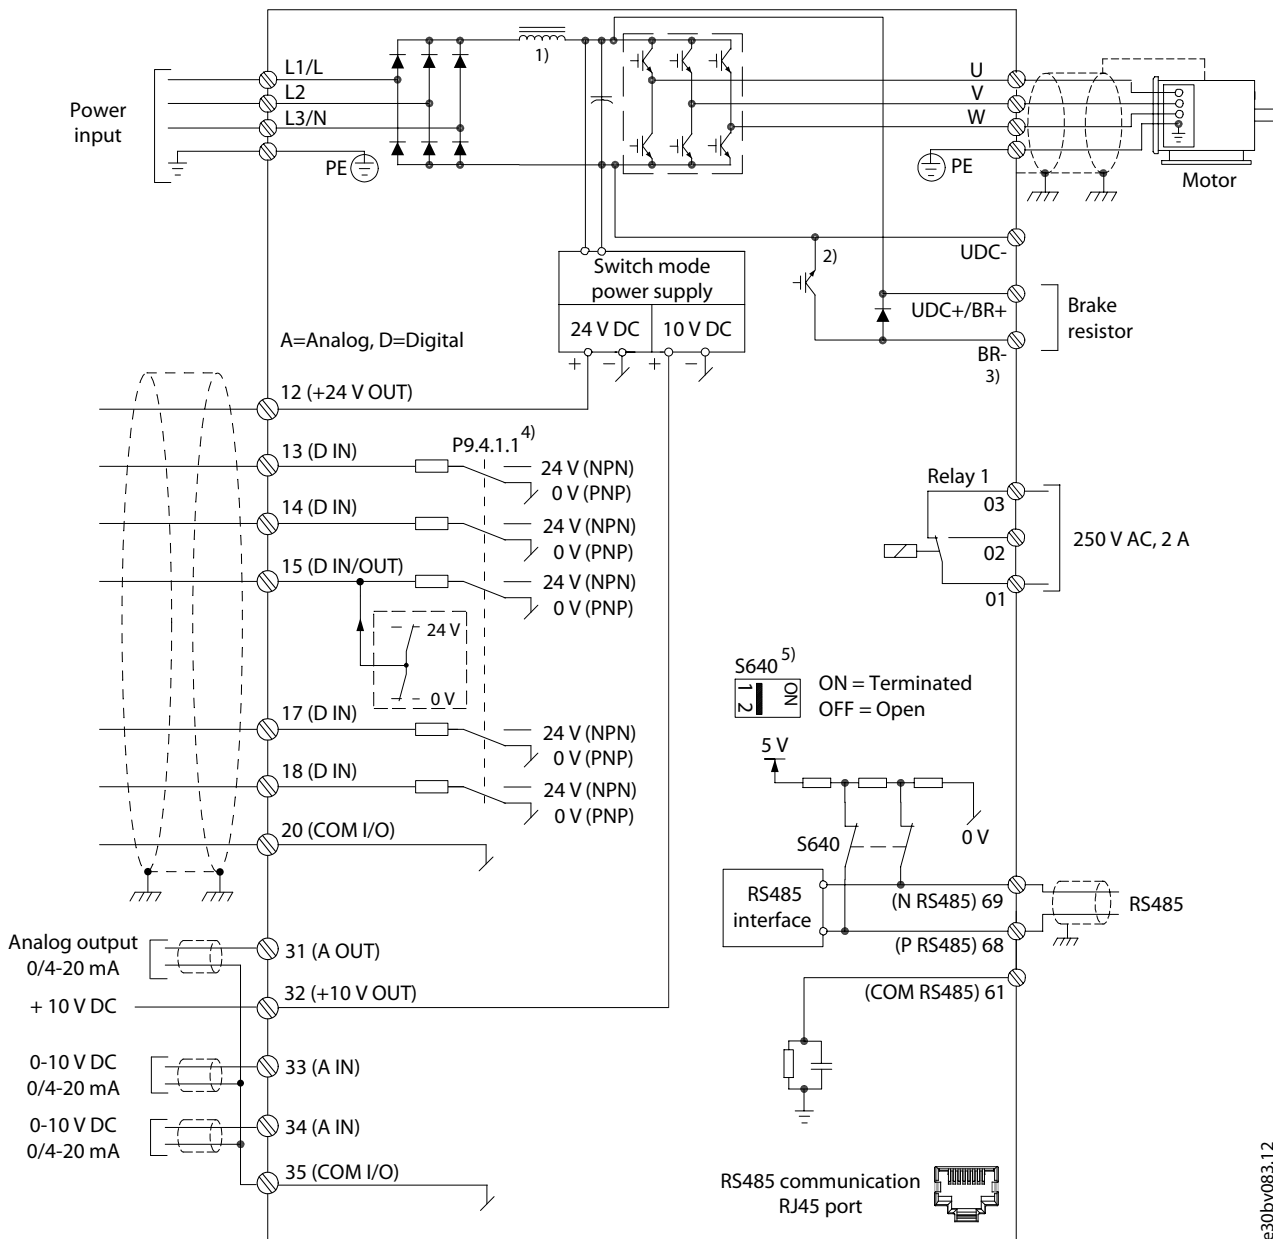 Power
input
L1/L
L2
L3/N
PE
1)
U
V
W
PE
Motor
UDC-
2)
UDC+/BR+
BR-
3)
Brake
resistor
Switch mode
power supply
24 V DC
10 V DC
+
-
+
-
A=Analog, D=Digital
12 (+24 V OUT)
13 (D IN)
P9.4.1.1 4)
24 V (NPN)
0 V (PNP)
14 (D IN)
24 V (NPN)
0 V (PNP)
15 (D IN/OUT)
24 V (NPN)
0 V (PNP)
24 V
0 V
17 (D IN)
24 V (NPN)
0 V (PNP)
18 (D IN)
24 V (NPN)
0 V (PNP)
20 (COM I/O)
Relay 1
03
02
01
250 V AC, 2 A
S640 5)
1 2
ON
ON = Terminated
OFF = Open
5 V
0 V
S640
RS485
interface
(N RS485) 69
(P RS485) 68
RS485
(COM RS485) 61
Analog output
0/4-20 mA
31 (A OUT)
+ 10 V DC
32 (+10 V OUT)
0-10 V DC
0/4-20 mA
33 (A IN)
0-10 V DC
0/4-20 mA
34 (A IN)
35 (COM I/O)
RS485 communication
RJ45 port
e30bv083.12